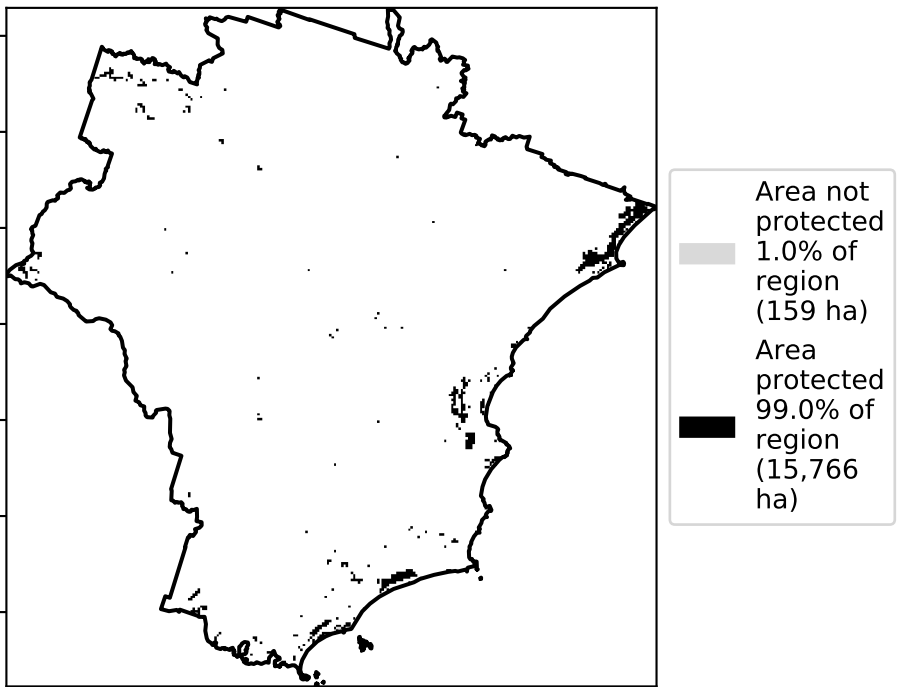 Area not
protected
1.0% of
region
(159 ha)
Area
protected
99.0% of
region
(15,766
ha)